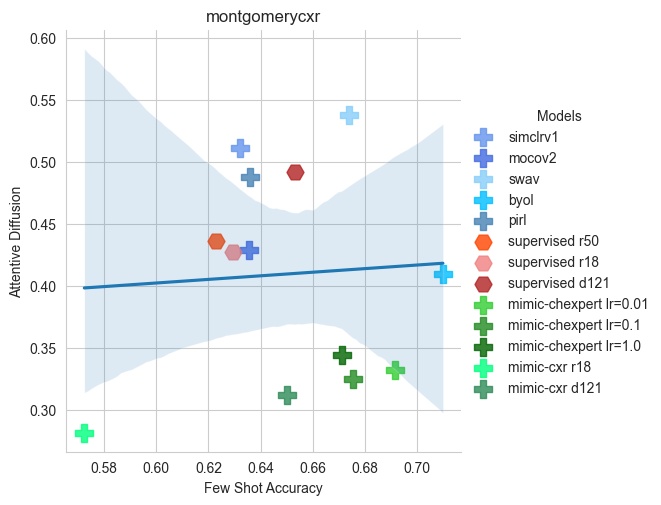 montgomerycxr
0.60
0.55
0.50
0.45
0.40
0.35
0.30
Attentive Diffusion
0.58 0.60 0.62 0.64 0.66 0.68 0.70
Few Shot Accuracy
Models
simclrv1
mocov2
swav
byol
pirl
supervised r50
supervised r18
supervised d121
mimic-chexpert lr=0.01
mimic-chexpert lr=0.1
mimic-chexpert lr=1.0
mimic-cxr r18
mimic-cxr d121